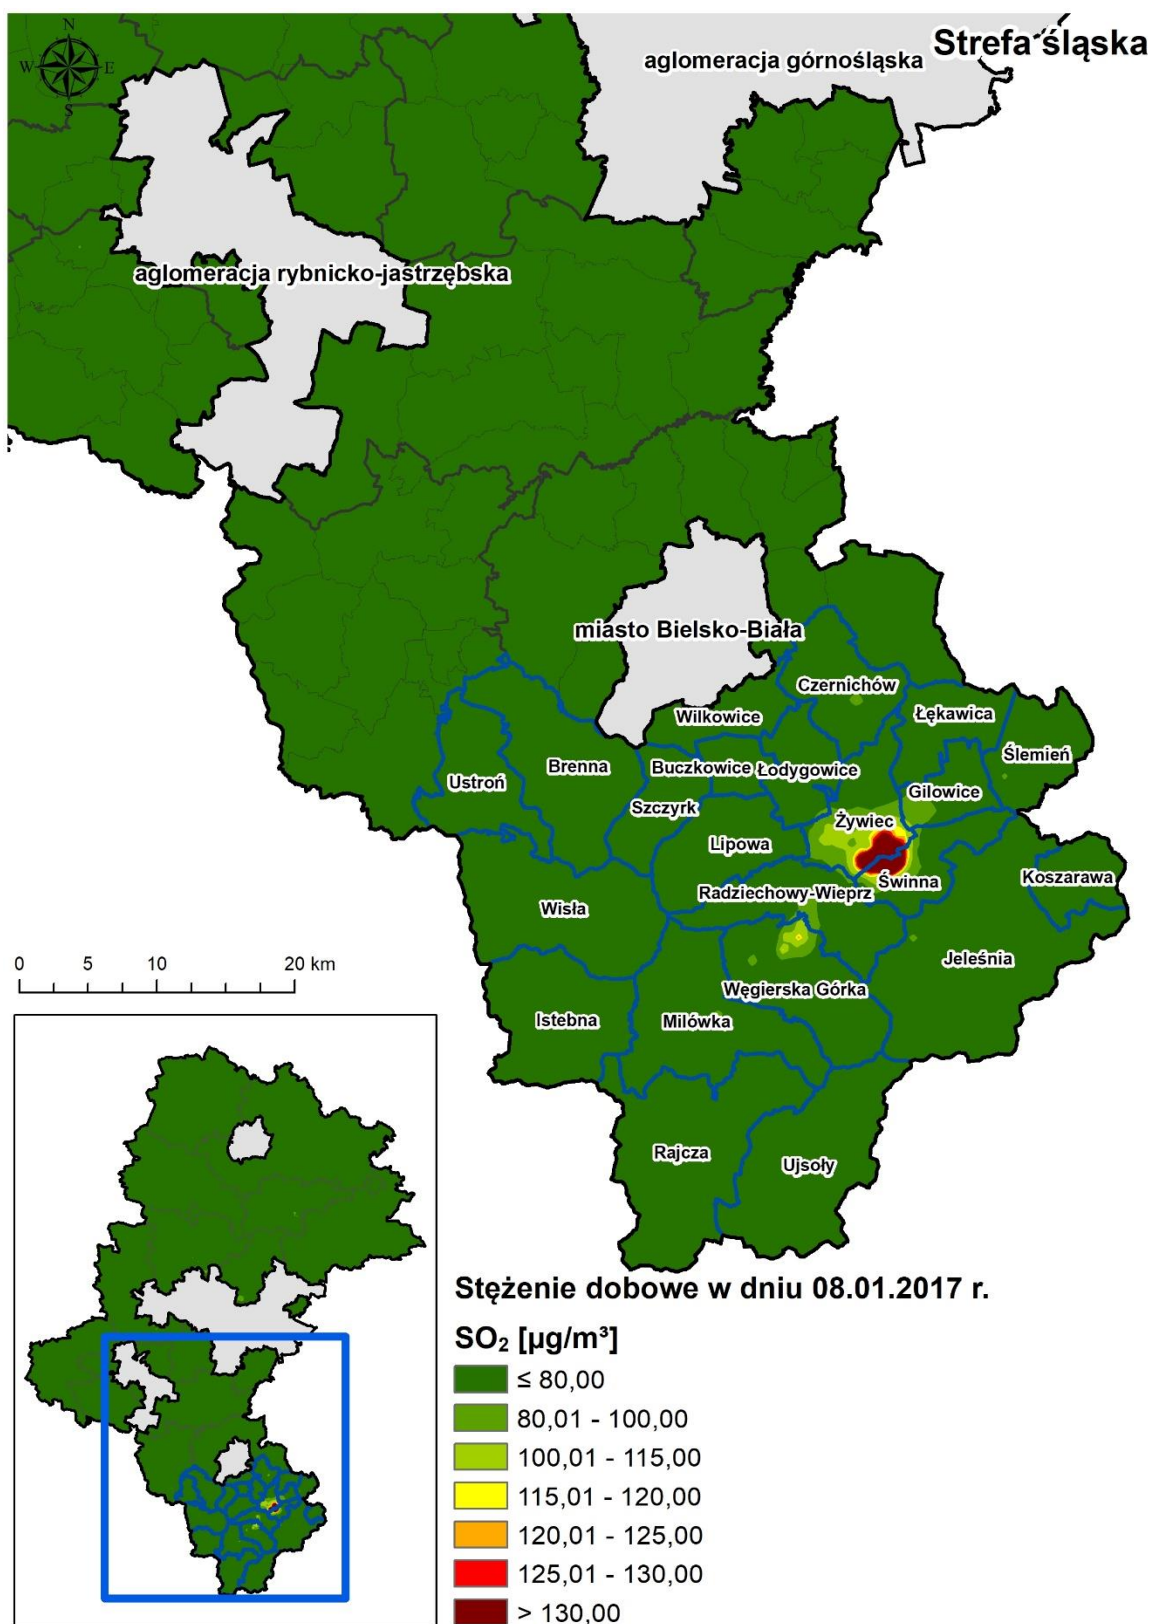 Strefa śląska
N
W E
S
aglomeracja górnośląska
aglomeracja rybnicko-jastrzębska
miasto Bielsko-Biała
Czernichów
Wilkowice
Łękawica
Ślemień
Brenna
Buczkowice
Łodygowice
Ustroń
Gilowice
Szczyrk
Żywiec
Lipowa
Koszarawa
Świnna
Radziechowy-Wieprz
Wisła
Jeleśnia
Węgierska Górka
Istebna
Milówka
Rajcza
Ujsoły
0 5 10 20 km
Stężenie dobowe w dniu 08.01.2017 r.
SO₂ [µg/m³]
≤ 80,00
80,01 - 100,00
100,01 - 115,00
115,01 - 120,00
120,01 - 125,00
125,01 - 130,00
> 130,00